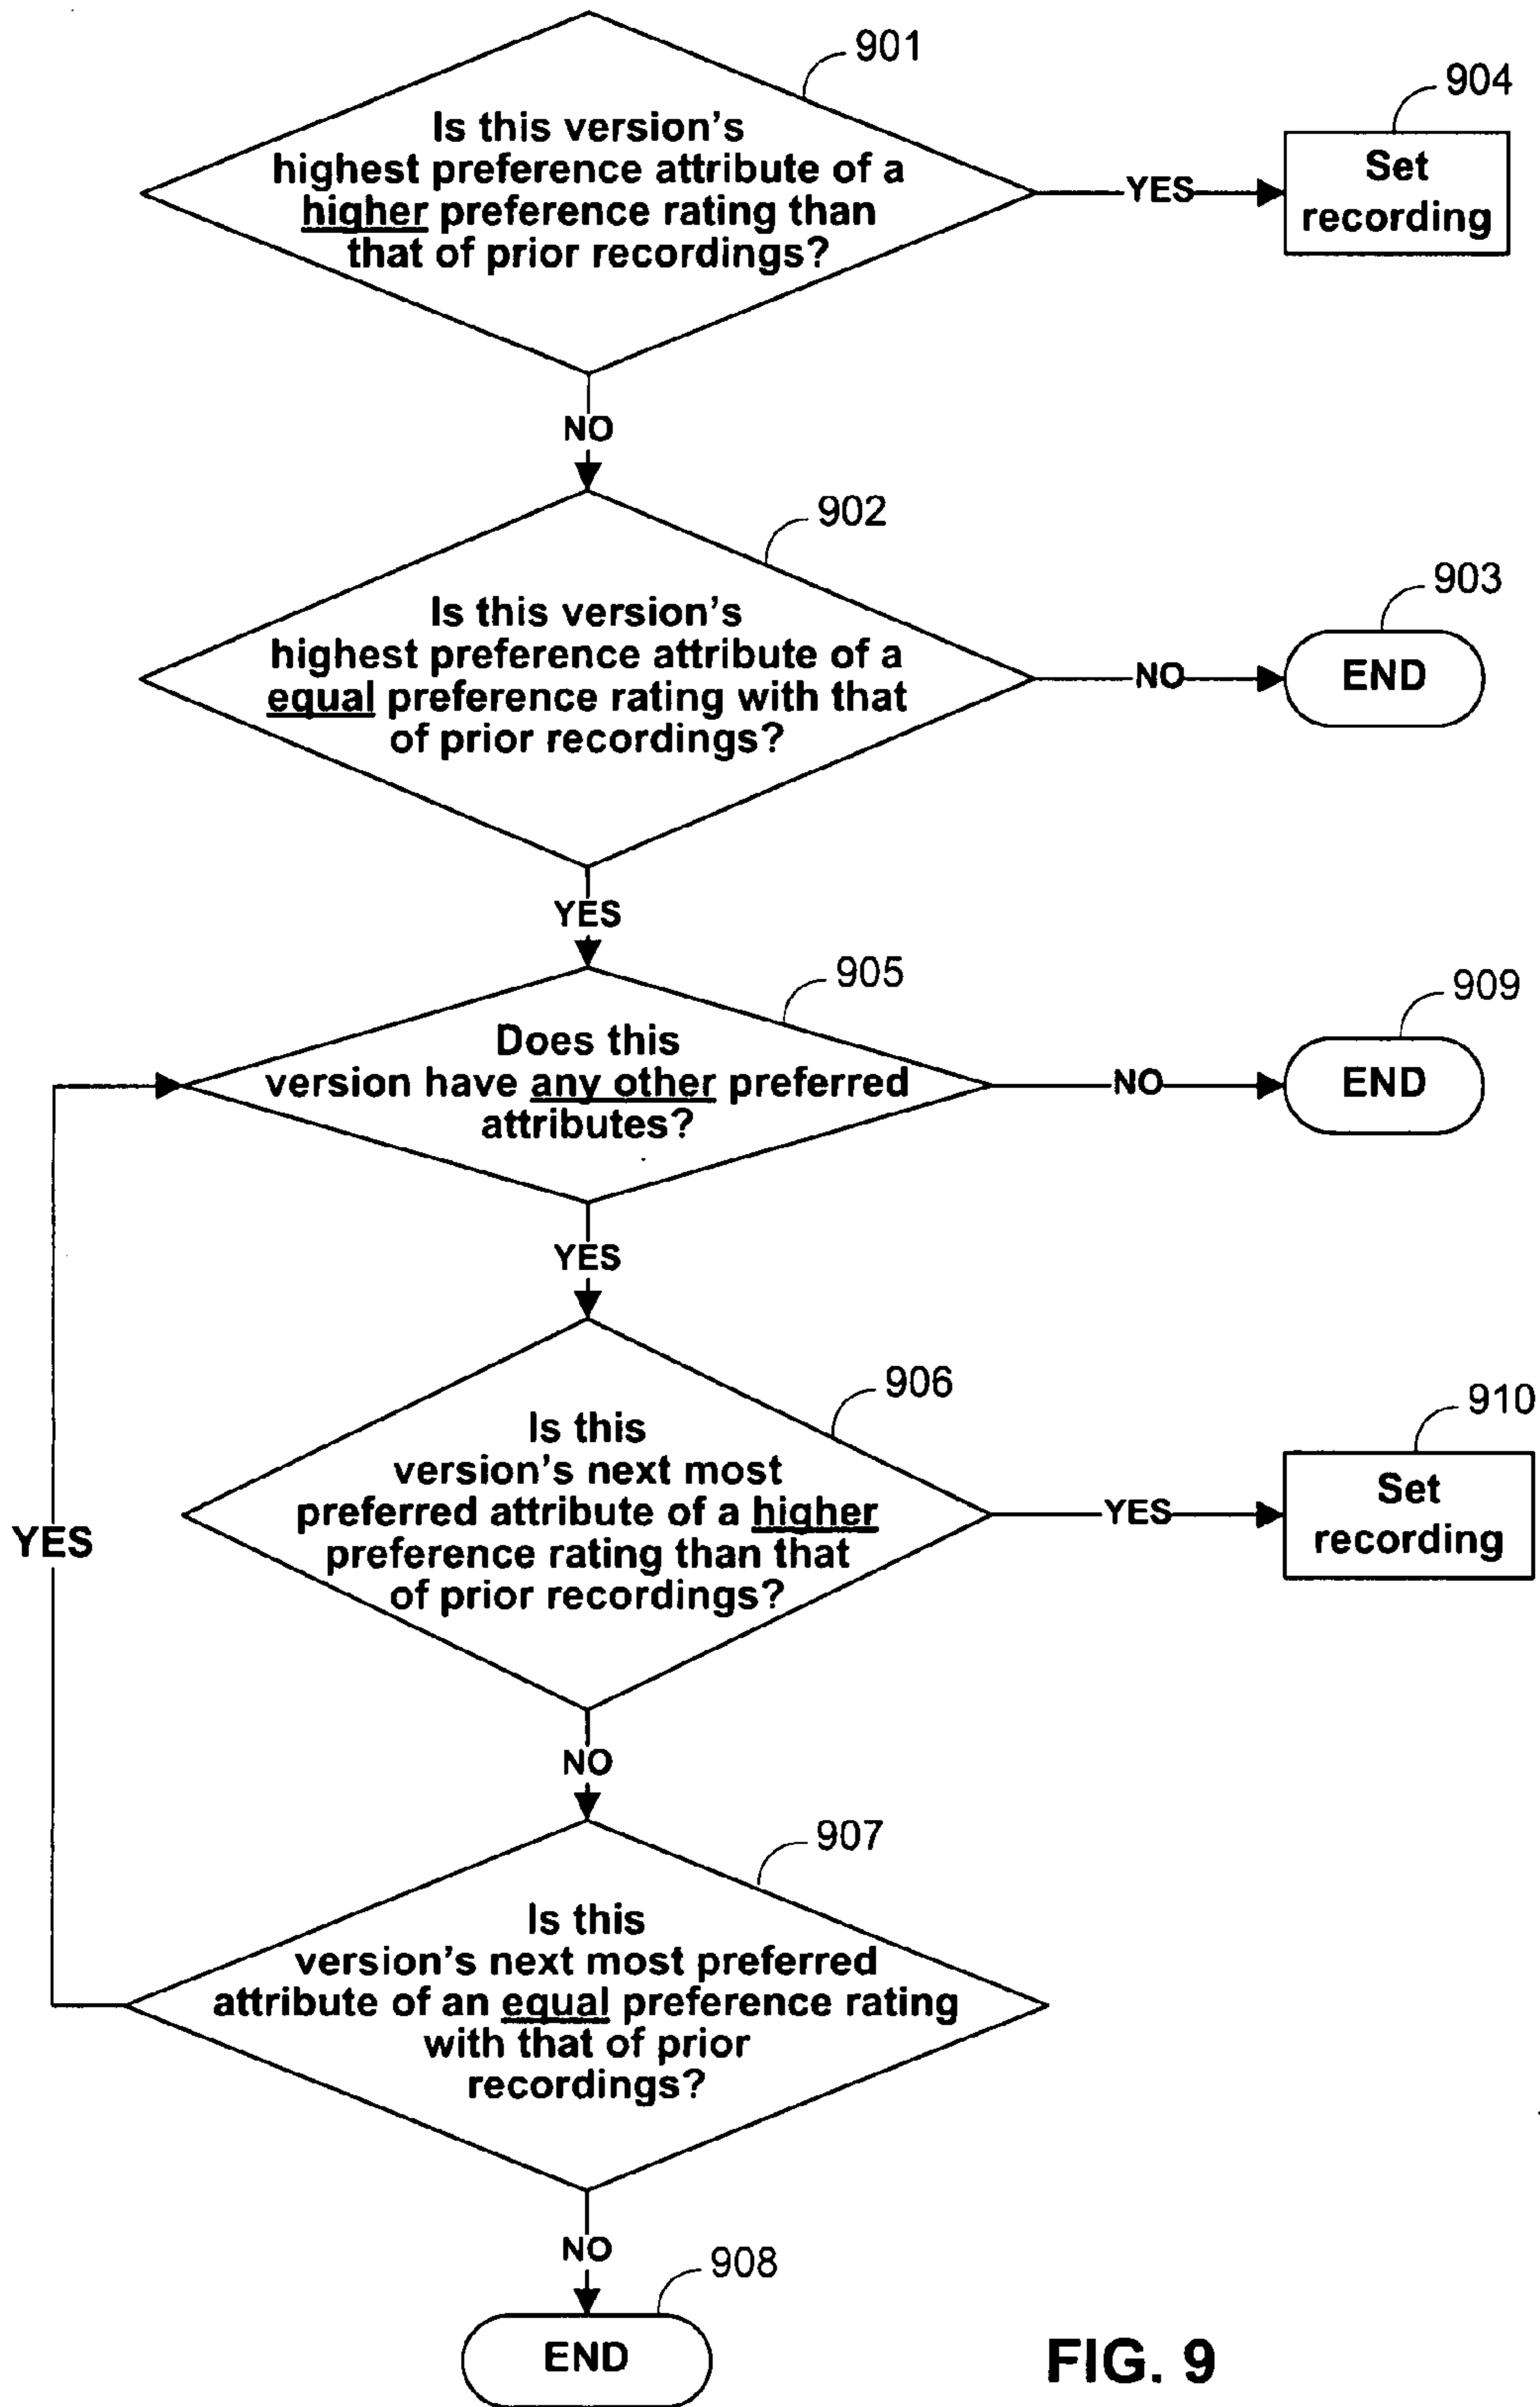 901
Is this version's
highest preference attribute of a
higher preference rating than
that of prior recordings?
YES
904
Set
recording
NO
902
Is this version's
highest preference attribute of a
equal preference rating with that
of prior recordings?
NO
903
END
YES
905
Does this
version have any other preferred
attributes?
NO
909
END
YES
906
Is this
version's next most
preferred attribute of a higher
preference rating than that
of prior recordings?
YES
910
Set
recording
YES
NO
907
Is this
version's next most preferred
attribute of an equal preference rating
with that of prior
recordings?
NO
908
END
FIG. 9